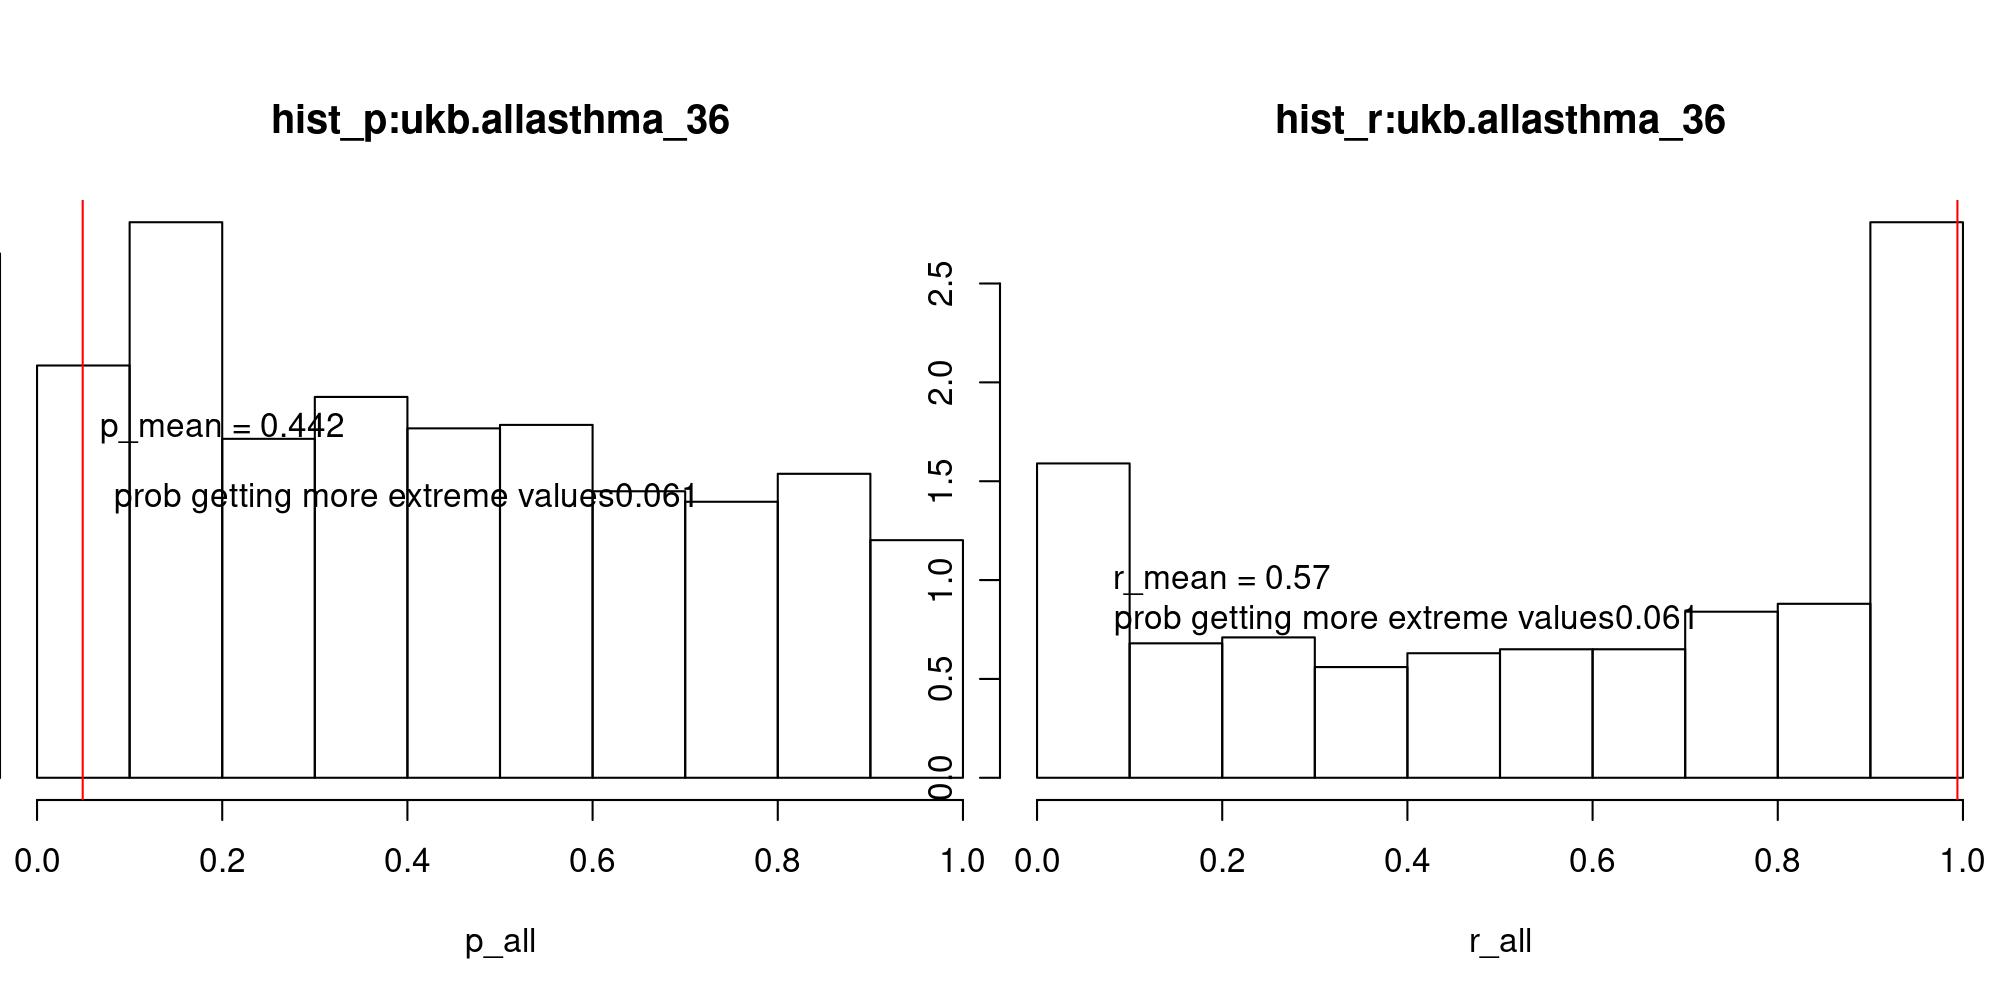 hist_p:ukb.allasthma_36
p_mean = 0.442
prob getting more extreme values0.061
0.0 0.2 0.4 0.6 0.8 1.0
p_all
hist_r:ukb.allasthma_36
2.5
2.0
1.5
1.0
0.5
0.0
r_mean = 0.57
prob getting more extreme values0.061
0.0 0.2 0.4 0.6 0.8 1.0
r_all